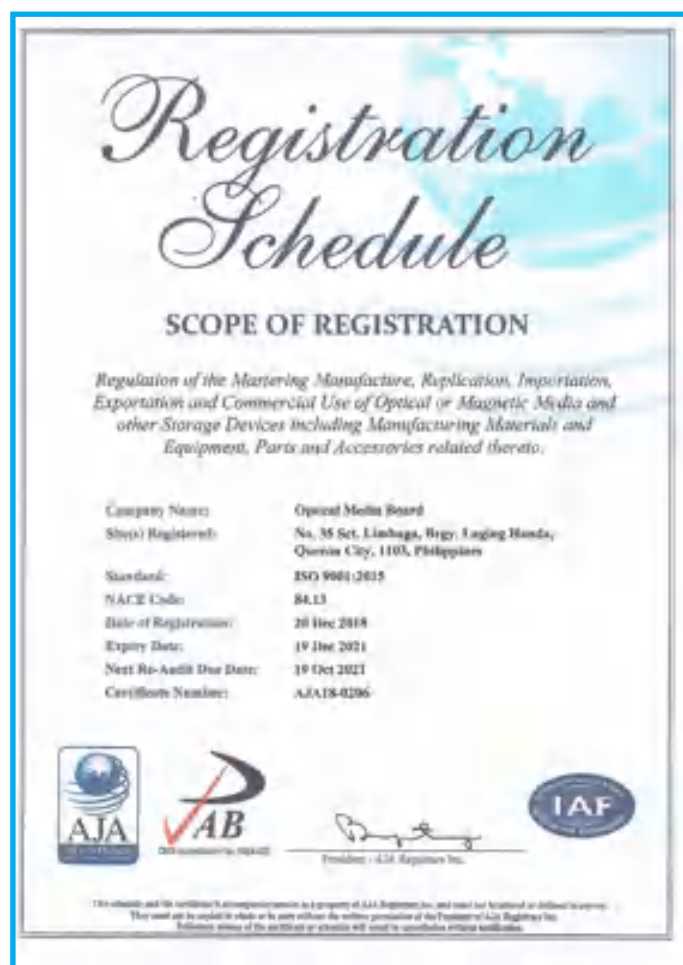 Registration
Schedule
SCOPE OF REGISTRATION
Regulation of the Mastering Manufacture, Replication, Importation,
Exportation and Commercial Use of Optical or Magnetic Media and
other Storage Devices including Manufacturing Materials and
Equipment, Parts and Accessories related thereto.
Company Name: Optical Media Board
Site(s) Registered: No. 35 Sct. Limbaga, Brgy. Laging Handa,
Quezon City, 1103, Philippines
Standard: ISO 9001:2015
NACE Code: 84.13
Date of Registration: 20 Dec 2018
Expiry Date: 19 Dec 2021
Next Re-Audit Due Date: 19 Oct 2021
Certificate Number: AJA18-0206
AJA
PAB
IAF
President - AJA Registrars Inc.